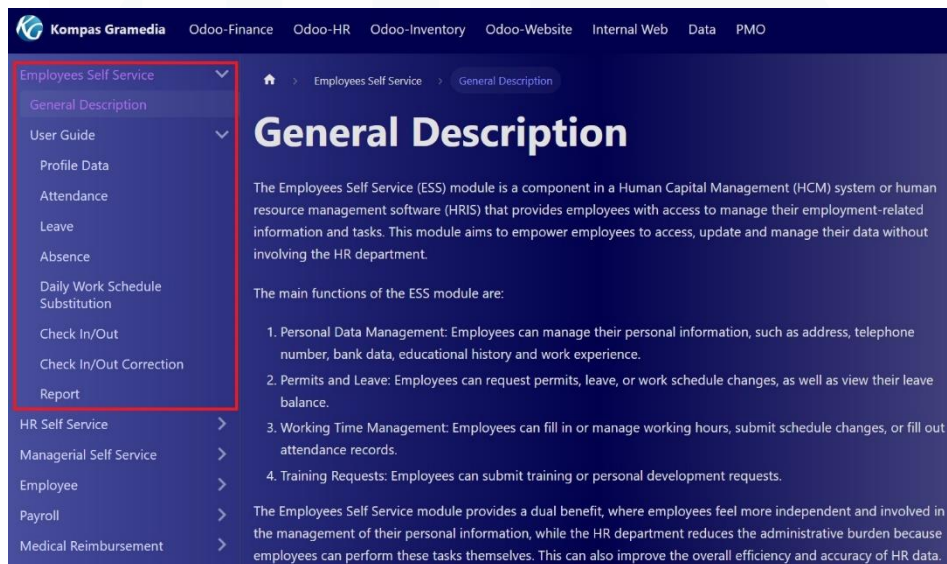 Kompas Gramedia Odoo-Finance Odoo-HR Odoo-Inventory Odoo-Website Internal Web Data PMO
Employees Self Service
General Description
User Guide
Profile Data
Attendance
Leave
Absence
Daily Work Schedule
Substitution
Check In/Out
Check In/Out Correction
Report
HR Self Service
Managerial Self Service
Employee
Payroll
Medical Reimbursement
Employees Self Service General Description
General Description
The Employees Self Service (ESS) module is a component in a Human Capital Management (HCM) system or human
resource management software (HRIS) that provides employees with access to manage their employment-related
information and tasks. This module aims to empower employees to access, update and manage their data without
involving the HR department.
The main functions of the ESS module are:
1. Personal Data Management: Employees can manage their personal information, such as address, telephone
number, bank data, educational history and work experience.
2. Permits and Leave: Employees can request permits, leave, or work schedule changes, as well as view their leave
balance.
3. Working Time Management: Employees can fill in or manage working hours, submit schedule changes, or fill out
attendance records.
4. Training Requests: Employees can submit training or personal development requests.
The Employees Self Service module provides a dual benefit, where employees feel more independent and involved in
the management of their personal information, while the HR department reduces the administrative burden because
employees can perform these tasks themselves. This can also improve the overall efficiency and accuracy of HR data.